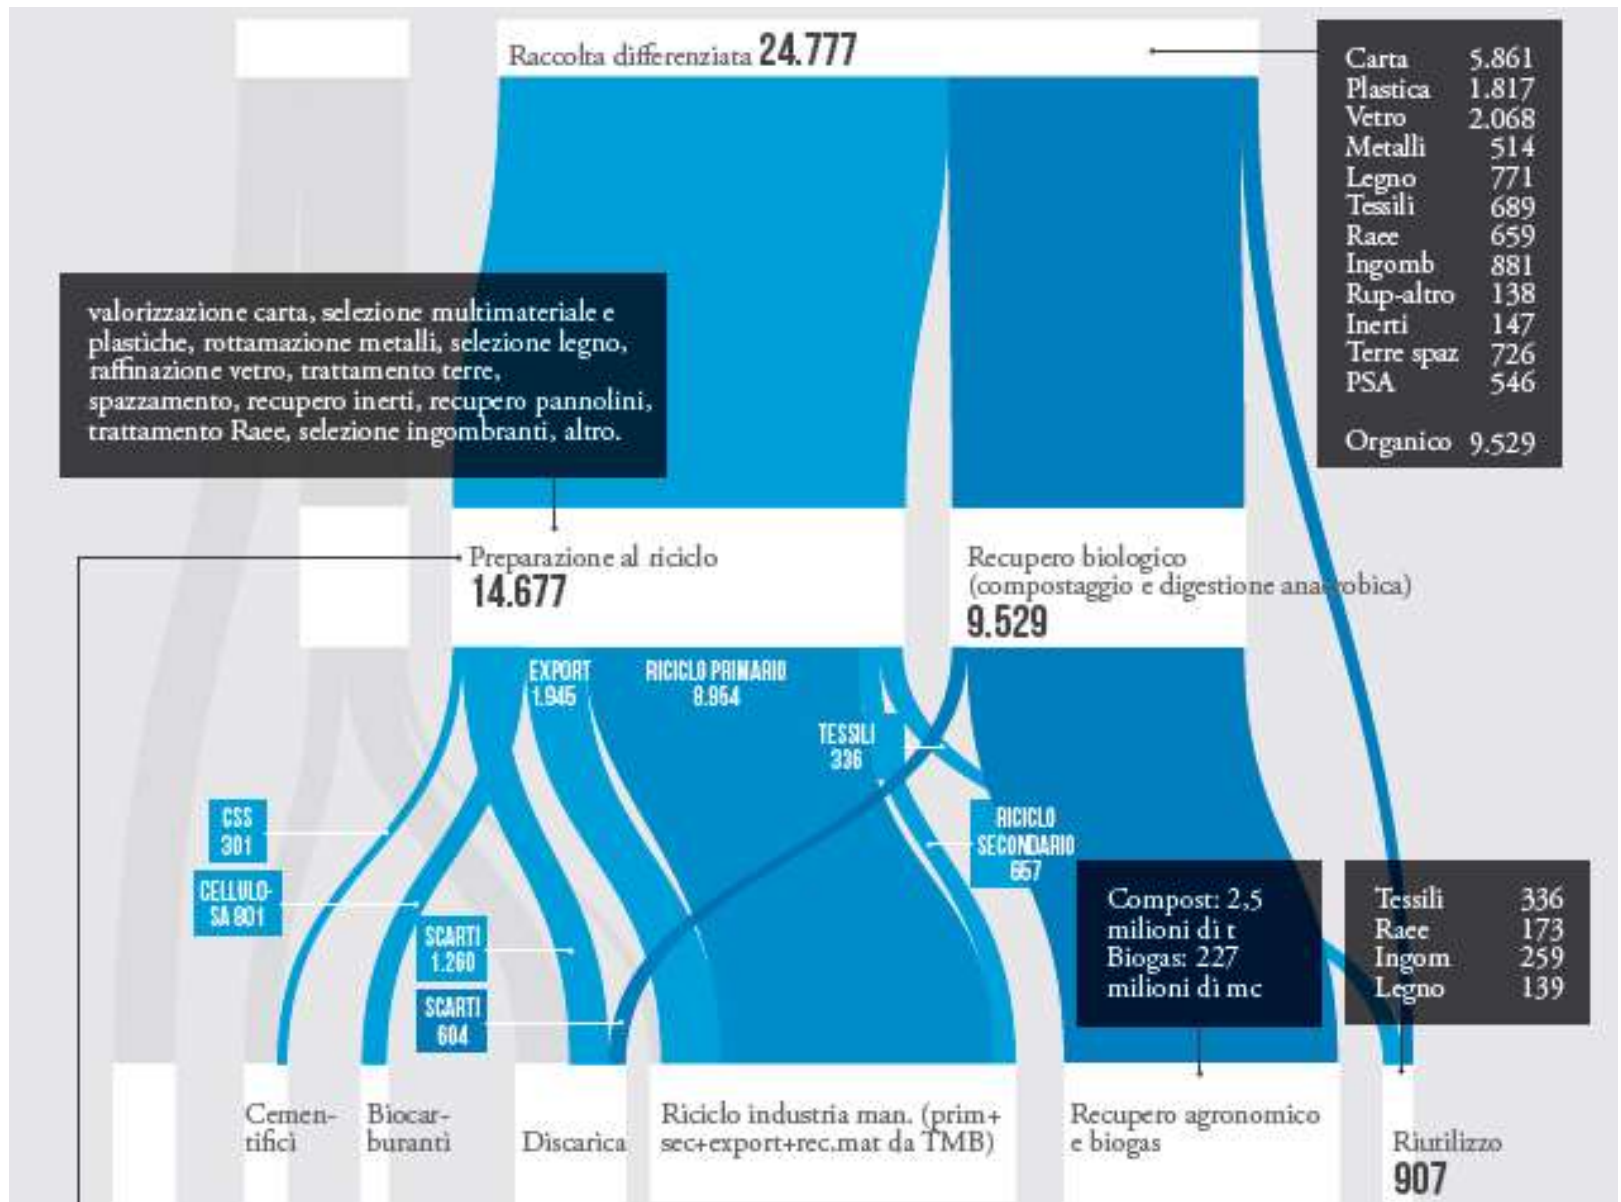 Raccolta differenziata 24.777
Carta 5.861
Plastica 1.817
Vetro 2.068
Metalli 514
Legno 771
Tessili 689
Raee 659
Ingomb 881
Rup-altro 138
Inerti 147
Terre spaz 726
PSA 546
Organico 9.529
valorizzazione carta, selezione multimateriale e
plastiche, rottamazione metalli, selezione legno,
raffinazione vetro, trattamento terre,
spazzamento, recupero inerti, recupero pannolini,
trattamento Raee, selezione ingombranti, altro.
Preparazione al riciclo
14.677
Recupero biologico
(compostaggio e digestione anaerobica)
9.529
EXPORT
1.945
RICICLO PRIMARIO
8.954
TESSILI
336
CSS
301
CELLULO-
SA 801
SCARTI
1.260
SCARTI
604
RICICLO
SECONDARIO
657
Compost: 2,5
milioni di t
Biogas: 227
milioni di mc
Tessili 336
Raee 173
Ingom 259
Legno 139
Cemen-
tifici
Biocar-
buranti
Discarica
Riciclo industria man. (prim+
sec+export+rec.mat da TMB)
Recupero agronomico
e biogas
Riutilizzo
907